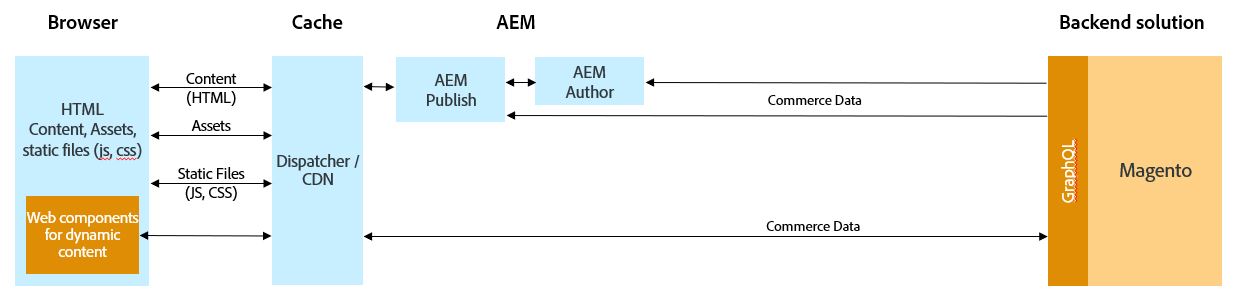 Browser
Cache
AEM
Backend solution
HTML
Content, Assets,
static files (js, css)
Web components
for dynamic
content
Content
(HTML)
Assets
Static Files
(JS, CSS)
Dispatcher /
CDN
AEM
Publish
AEM
Author
Commerce Data
Commerce Data
GraphQL
Magento